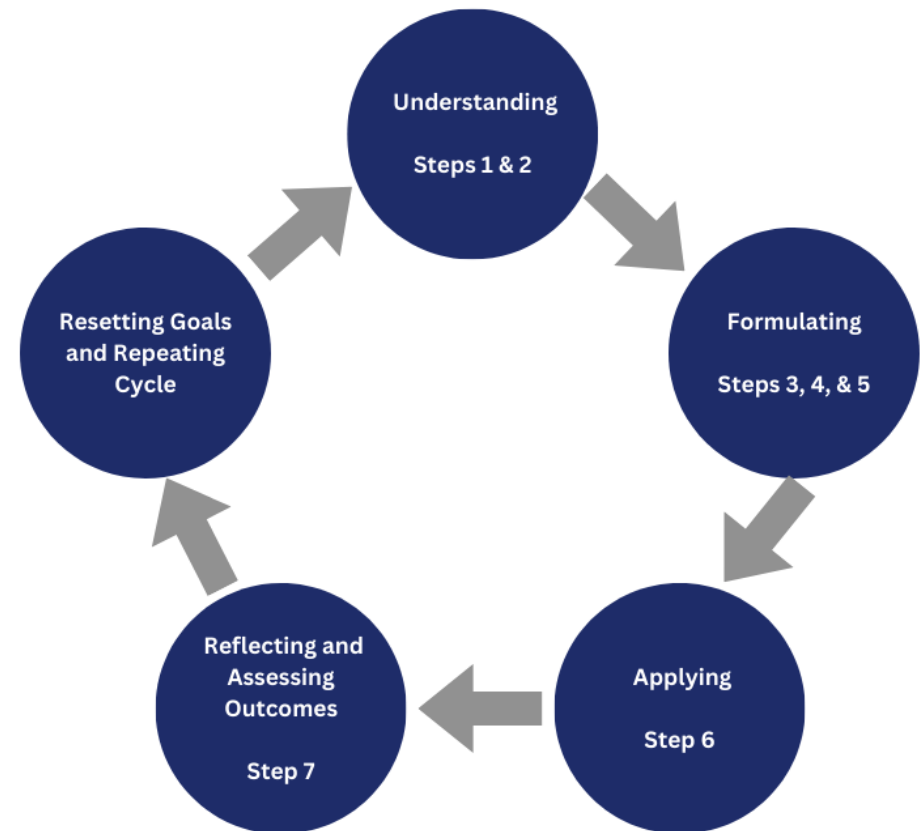 Understanding
Steps 1 & 2
Formulating
Steps 3, 4, & 5
Applying
Step 6
Reflecting and
Assessing
Outcomes
Step 7
Resetting Goals
and Repeating
Cycle